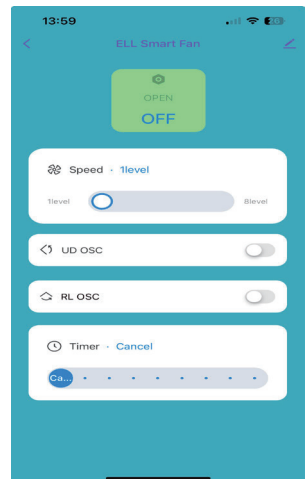 13:59
ELL Smart Fan
OPEN
OFF
Speed · 1level
1level
8level
UD OSC
RL OSC
Timer · Cancel
Ca...